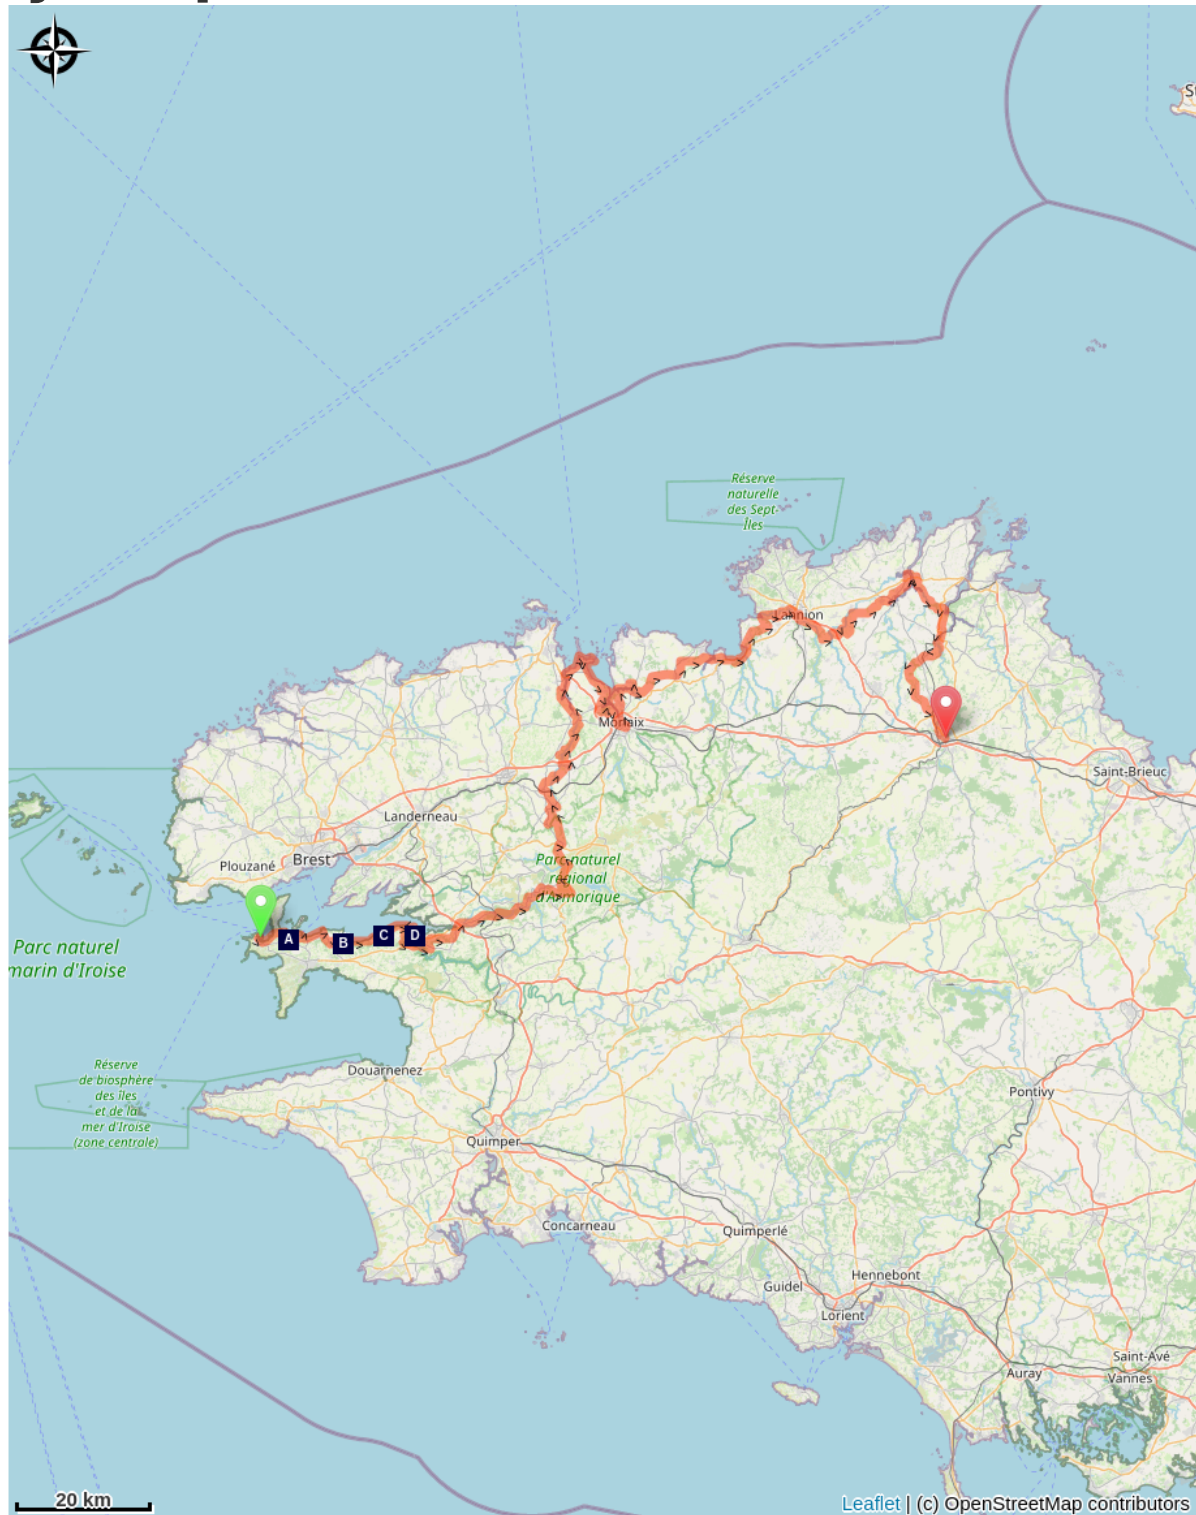 St
Réserve
naturelle
des Sept-
Îles
Lannion
Morlaix
Saint-Brieuc
Landerneau
Brest
Plouzané
Parc naturel
régional
d'Armorique
A
B
C
D
Parc naturel
marin d'Iroise
Réserve
de biosphère
des îles
et de la
mer d'Iroise
(zone centrale)
Douarnenez
Pontivy
Quimper
Concarneau
Quimperlé
Hennebont
Guidel
Lorient
Saint-Avé
Auray
Vannes
20 km
Leaflet | (c) OpenStreetMap contributors